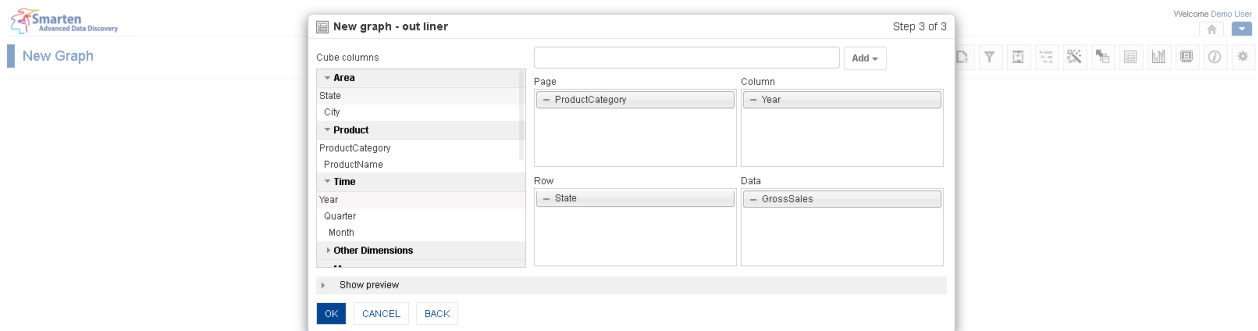 Smarten
Advanced Data Discovery
Welcome Demo User
New Graph
New graph - out liner
Step 3 of 3
Cube columns
Add
Area
State
City
Product
ProductCategory
ProductName
Time
Year
Quarter
Month
Other Dimensions
Page
ProductCategory
Column
Year
Row
State
Data
GrossSales
Show preview
OK
CANCEL
BACK